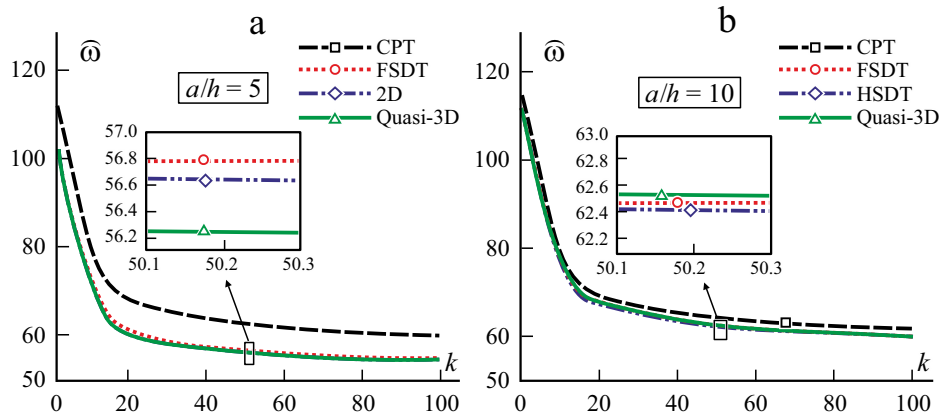 a
ω̂
120
100
80
60
50
0
20
40
60
80
100
k
CPT
FSDT
2D
Quasi-3D
a/h = 5
57.0
56.8
56.6
56.4
56.2
50.1
50.2
50.3
b
ω̂
120
100
80
60
50
0
20
40
60
80
100
k
CPT
FSDT
HSDT
Quasi-3D
a/h = 10
63.0
62.8
62.6
62.4
62.2
50.1
50.2
50.3